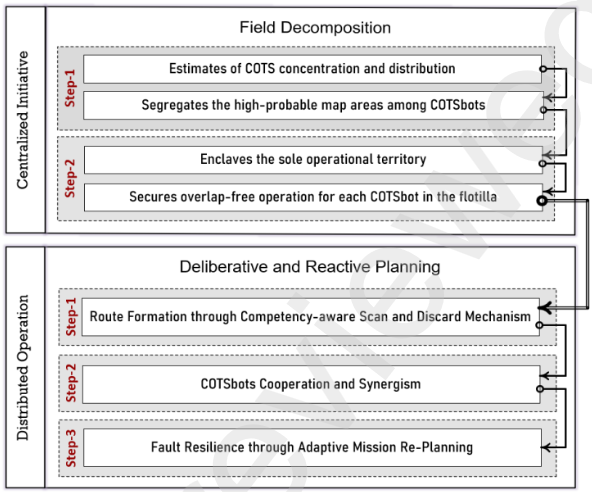 Field Decomposition
Centralized Initiative
Step-1
Estimates of COTS concentration and distribution
Segregates the high-probable map areas among COTSbots
Step-2
Enclaves the sole operational territory
Secures overlap-free operation for each COTSbot in the flotilla
Deliberative and Reactive Planning
Distributed Operation
Step-1
Route Formation through Competency-aware Scan and Discard Mechanism
Step-2
COTSbots Cooperation and Synergism
Step-3
Fault Resilience through Adaptive Mission Re-Planning